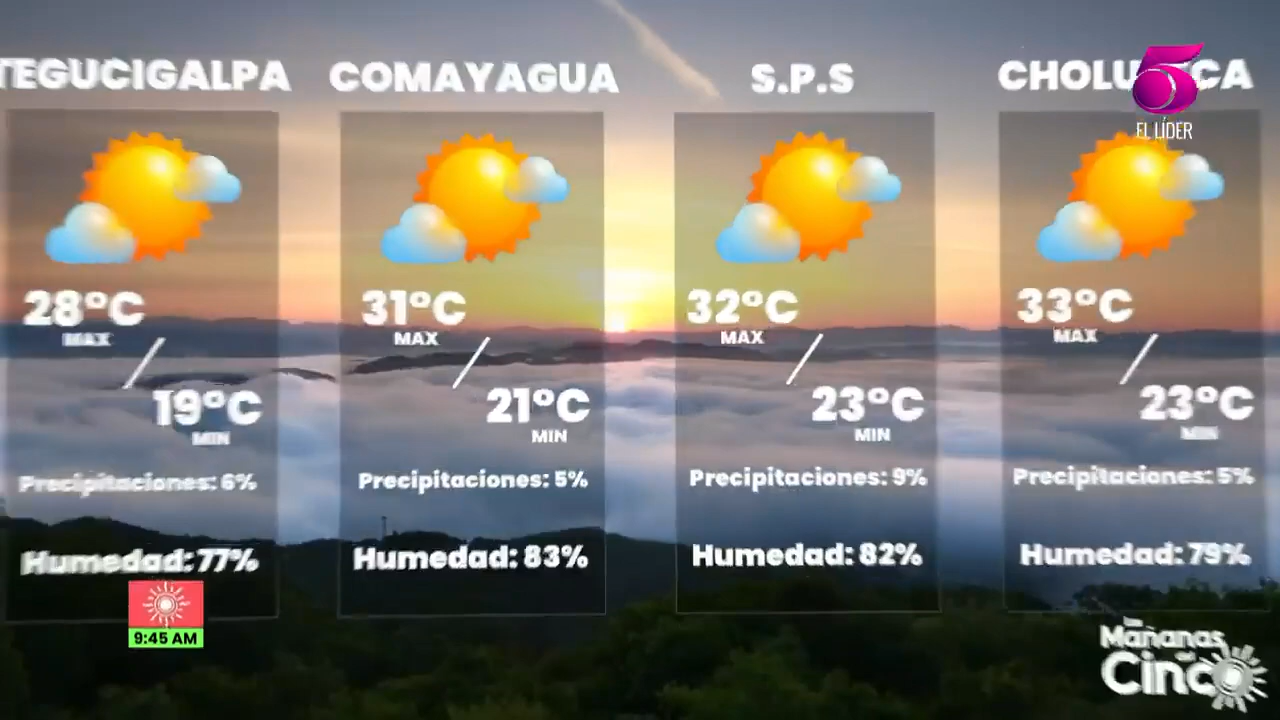 TEGUCIGALPA
28°C
MAX
19°C
MIN
Precipitaciones: 6%
Humedad: 77%
COMAYAGUA
31°C
MAX
21°C
MIN
Precipitaciones: 5%
Humedad: 83%
S.P.S
32°C
MAX
23°C
MIN
Precipitaciones: 9%
Humedad: 82%
CHOLU CA
33°C
MAX
23°C
MIN
Precipitaciones: 5%
Humedad: 79%
5
EL LÍDER
9:45 AM
Mañanas
Cinco